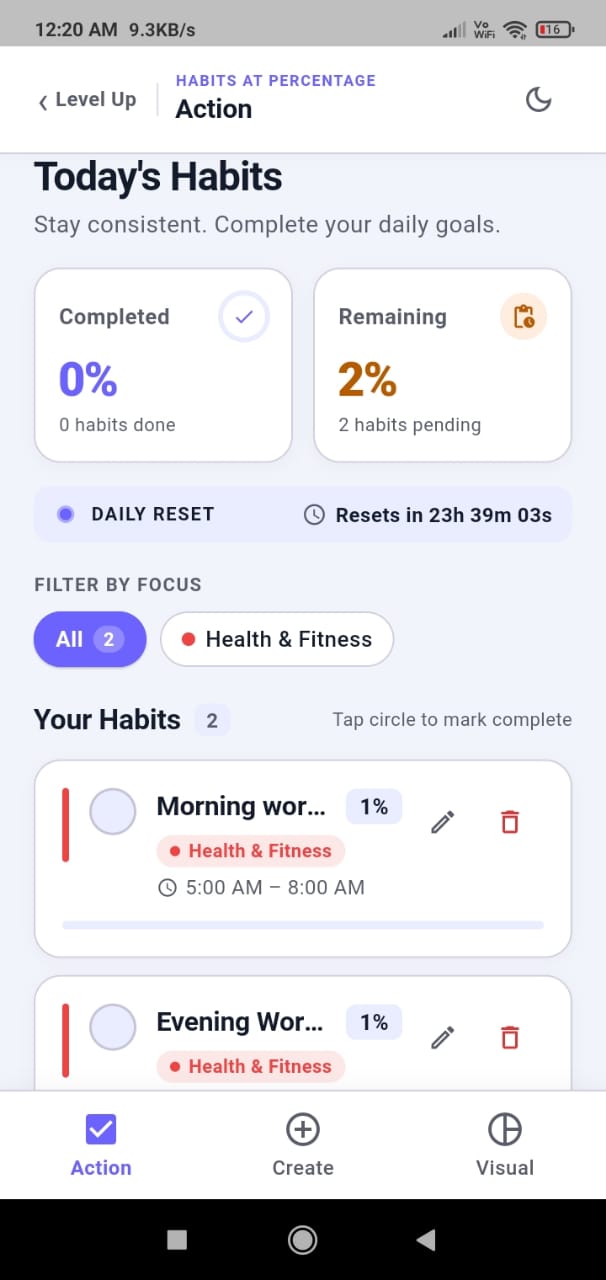 12:20 AM 9.3KB/s
Vo WiFi 16
Level Up
HABITS AT PERCENTAGE
Action
Today's Habits
Stay consistent. Complete your daily goals.
Completed
0%
0 habits done
Remaining
2%
2 habits pending
DAILY RESET
Resets in 23h 39m 03s
FILTER BY FOCUS
All 2
Health & Fitness
Your Habits 2
Tap circle to mark complete
Morning wor... 1%
Health & Fitness
5:00 AM – 8:00 AM
Evening Wor... 1%
Health & Fitness
Action
Create
Visual